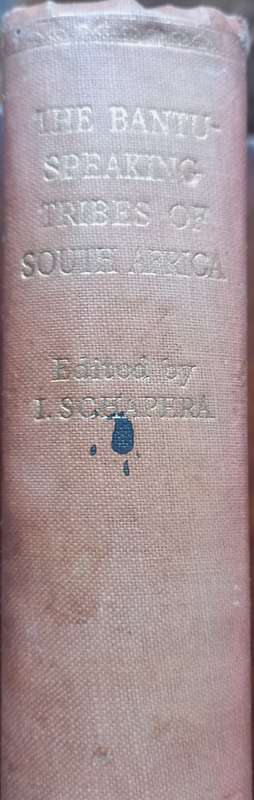 THE BANTU-
SPEAKING
TRIBES OF
SOUTH AFRICA
Edited by
I. SCHAPERA